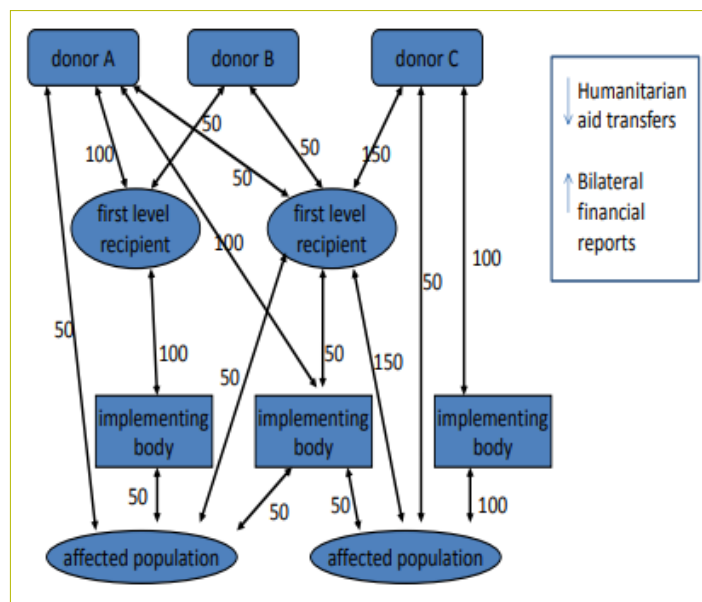 donor A
donor B
donor C
Humanitarian
aid transfers
Bilateral
financial
reports
50
50
150
100
50
first level
recipient
first level
recipient
100
100
50
50
100
50
150
50
implementing
body
implementing
body
implementing
body
50
50
50
100
affected population
affected population